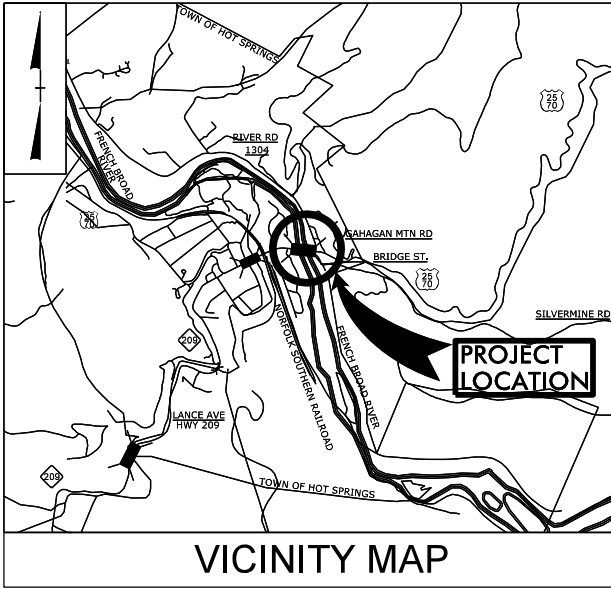 TOWN OF HOT SPRINGS
25
70
RIVER RD
1304
FRENCH BROAD
RIVER
25
70
GAHAGAN MTN RD
BRIDGE ST.
25
70
SILVERMINE RD
209
NORFOLK SOUTHERN RAILROAD
FRENCH BROAD RIVER
PROJECT
LOCATION
LANCE AVE
HWY 209
209
TOWN OF HOT SPRINGS
VICINITY MAP